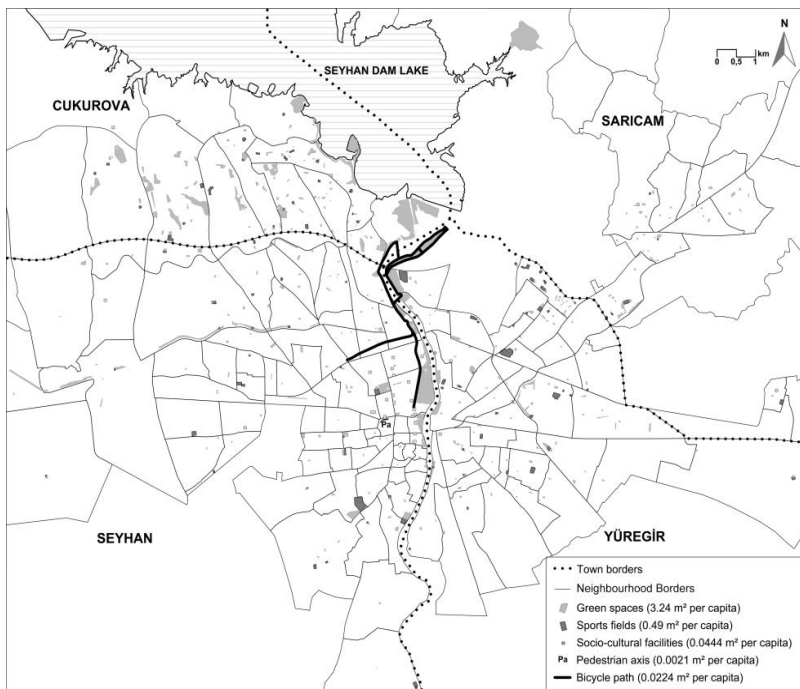 N
0 0,5 1 km
SEYHAN DAM LAKE
CUKUROVA
SARICAM
Pa
SEYHAN
YÜREGİR
Town borders
Neighbourhood Borders
Green spaces (3.24 m² per capita)
Sports fields (0.49 m² per capita)
Socio-cultural facilities (0.0444 m² per capita)
Pa Pedestrian axis (0.0021 m² per capita)
Bicycle path (0.0224 m² per capita)